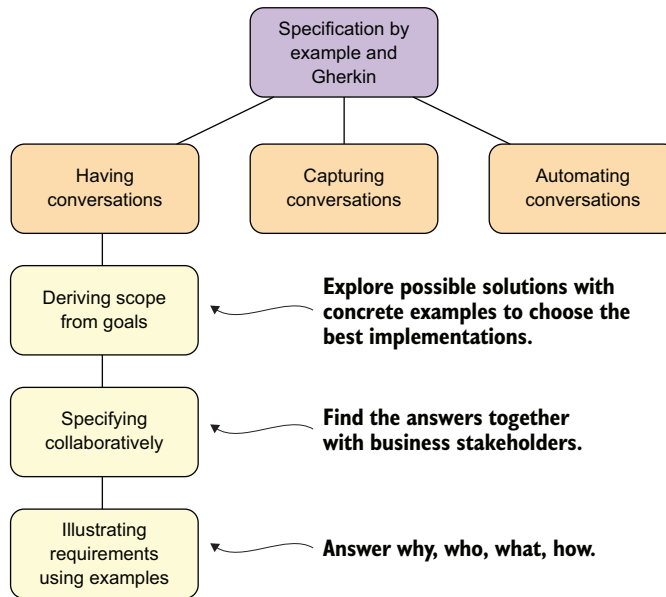 Specification by
example and
Gherkin
Having
conversations
Capturing
conversations
Automating
conversations
Deriving scope
from goals
Explore possible solutions with
concrete examples to choose the
best implementations.
Specifying
collaboratively
Find the answers together
with business stakeholders.
Illustrating
requirements
using examples
Answer why, who, what, how.